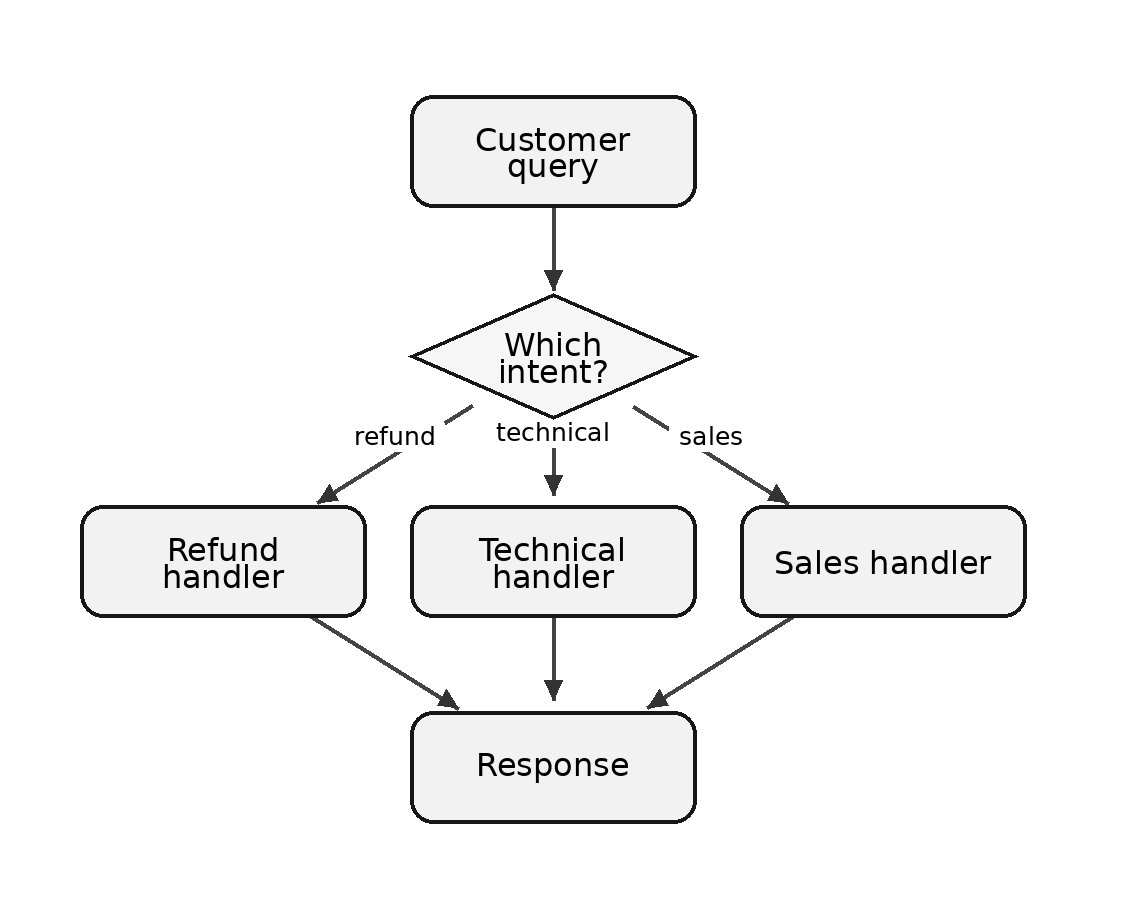 Customer
query
Which
intent?
refund
technical
sales
Refund
handler
Technical
handler
Sales handler
Response